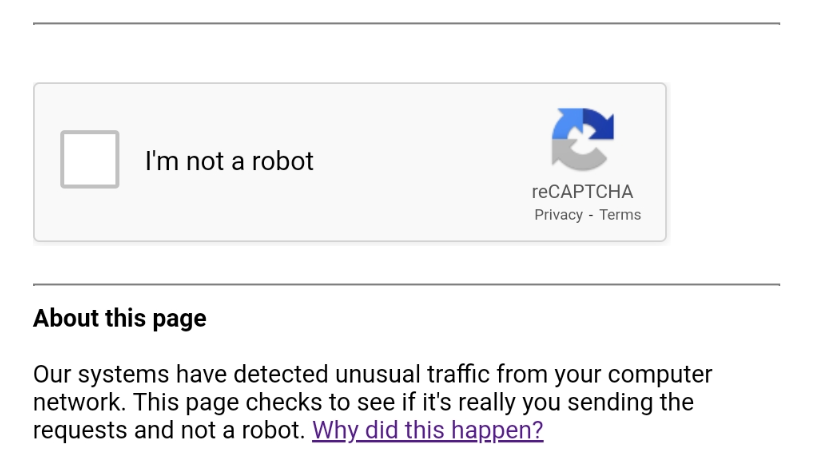 I'm not a robot
reCAPTCHA
Privacy - Terms
About this page
Our systems have detected unusual traffic from your computer
network. This page checks to see if it's really you sending the
requests and not a robot. Why did this happen?